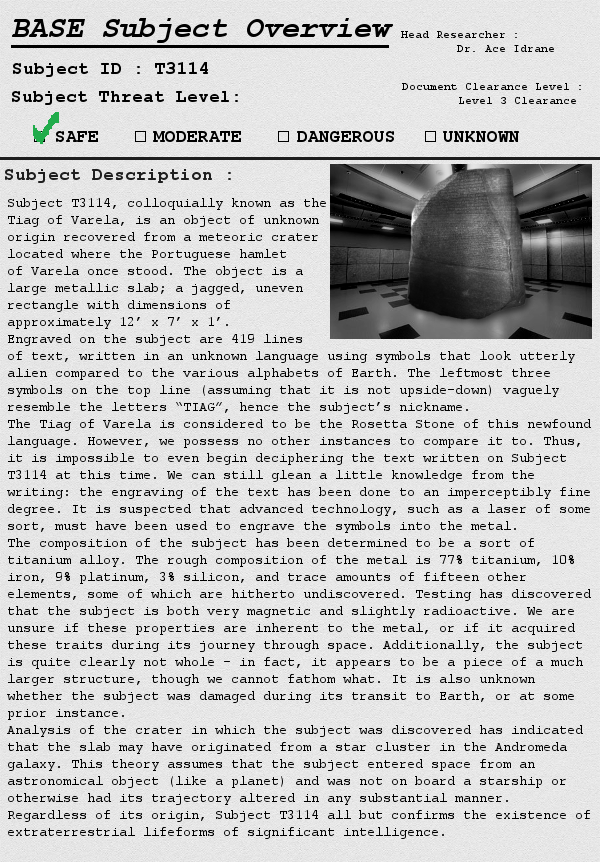 BASE Subject Overview
Head Researcher :
Dr. Ace Idrane
Subject ID : T3114
Document Clearance Level :
Level 3 Clearance
Subject Threat Level:
SAFE
MODERATE
DANGEROUS
UNKNOWN
Subject Description :
Subject T3114, colloquially known as the
Tiag of Varela, is an object of unknown
origin recovered from a meteoric crater
located where the Portuguese hamlet
of Varela once stood. The object is a
large metallic slab; a jagged, uneven
rectangle with dimensions of
approximately 12’ x 7’ x 1’.
Engraved on the subject are 419 lines
of text, written in an unknown language using symbols that look utterly
alien compared to the various alphabets of Earth. The leftmost three
symbols on the top line (assuming that it is not upside-down) vaguely
resemble the letters “TIAG”, hence the subject’s nickname.
The Tiag of Varela is considered to be the Rosetta Stone of this newfound
language. However, we possess no other instances to compare it to. Thus,
it is impossible to even begin deciphering the text written on Subject
T3114 at this time. We can still glean a little knowledge from the
writing: the engraving of the text has been done to an imperceptibly fine
degree. It is suspected that advanced technology, such as a laser of some
sort, must have been used to engrave the symbols into the metal.
The composition of the subject has been determined to be a sort of
titanium alloy. The rough composition of the metal is 77% titanium, 10%
iron, 9% platinum, 3% silicon, and trace amounts of fifteen other
elements, some of which are hitherto undiscovered. Testing has discovered
that the subject is both very magnetic and slightly radioactive. We are
unsure if these properties are inherent to the metal, or if it acquired
these traits during its journey through space. Additionally, the subject
is quite clearly not whole - in fact, it appears to be a piece of a much
larger structure, though we cannot fathom what. It is also unknown
whether the subject was damaged during its transit to Earth, or at some
prior instance.
Analysis of the crater in which the subject was discovered has indicated
that the slab may have originated from a star cluster in the Andromeda
galaxy. This theory assumes that the subject entered space from an
astronomical object (like a planet) and was not on board a starship or
otherwise had its trajectory altered in any substantial manner.
Regardless of its origin, Subject T3114 all but confirms the existence of
extraterrestrial lifeforms of significant intelligence.